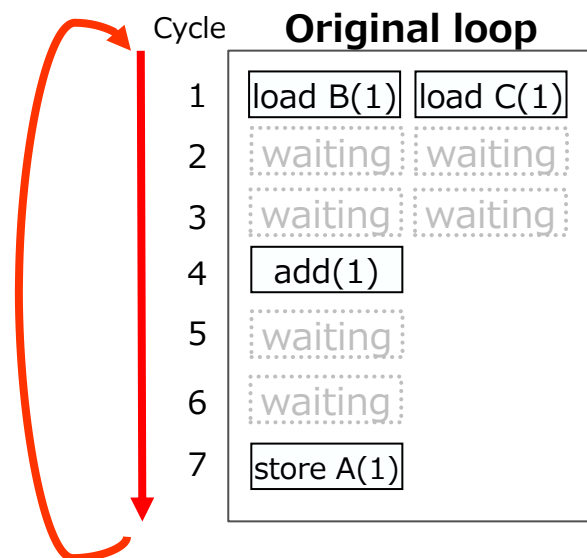 Cycle Original loop
1 load B(1) load C(1)
2 waiting waiting
3 waiting waiting
4 add(1)
5 waiting
6 waiting
7 store A(1)